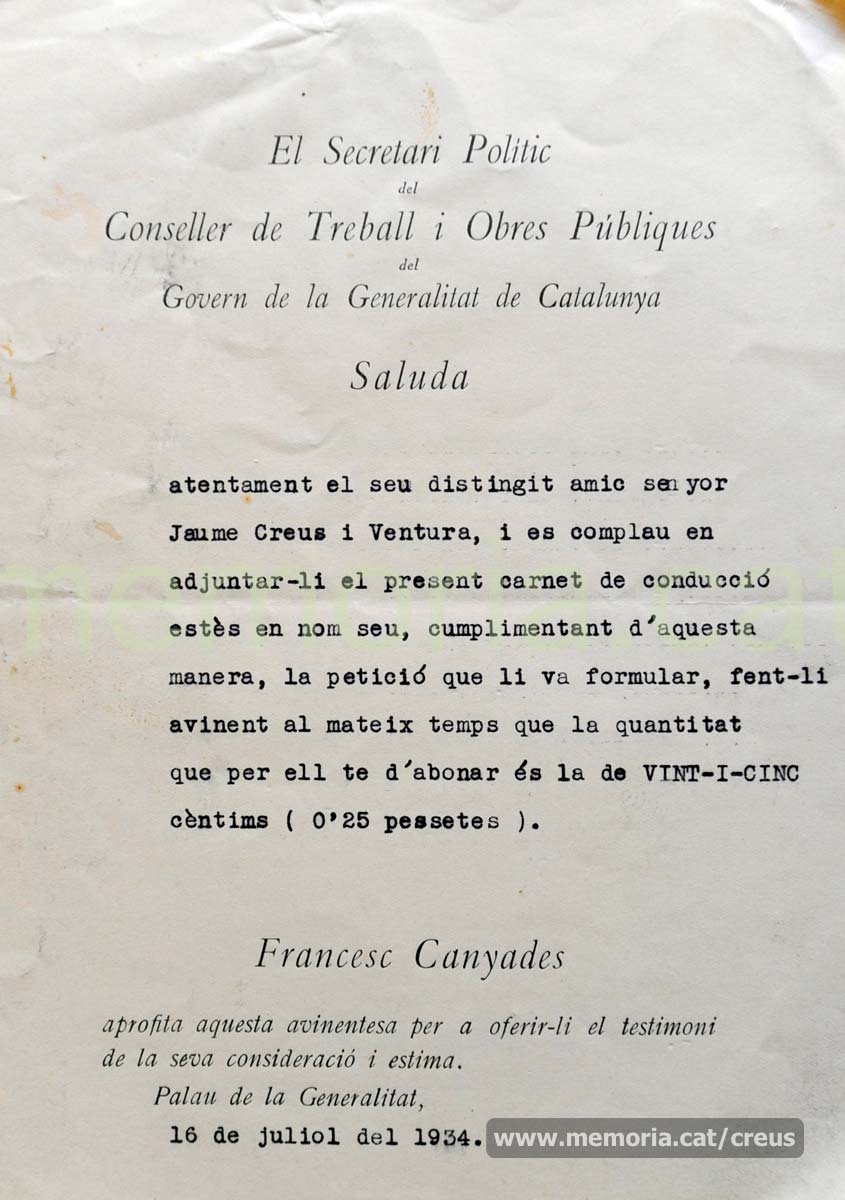 El Secretari Polític
del
Conseller de Treball i Obres Públiques
del
Govern de la Generalitat de Catalunya
Saluda
atentament el seu distingit amic senyor
Jaume Creus i Ventura, i es complau en
adjuntar-li el present carnet de conducció
estès en nom seu, cumplimentant d'aquesta
manera, la petició que li va formular, fent-li
avinent al mateix temps que la quantitat
que per ell te d'abonar és la de VINT-I-CINC
cèntims ( 0'25 pessetes ).
Francesc Canyades
aprofita aquesta avinentesa per a oferir-li el testimoni
de la seva consideració i estima.
Palau de la Generalitat,
16 de juliol del 1934.
www.memoria.cat/creus